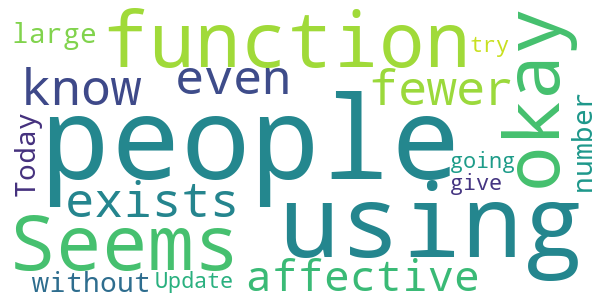 large function try okay
know even fewer
Today people number
exists going
give
Seems using
without Update affective